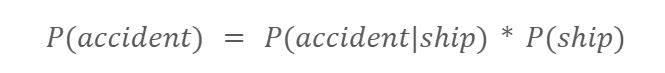 P(accident) = P(accident|ship) * P(ship)